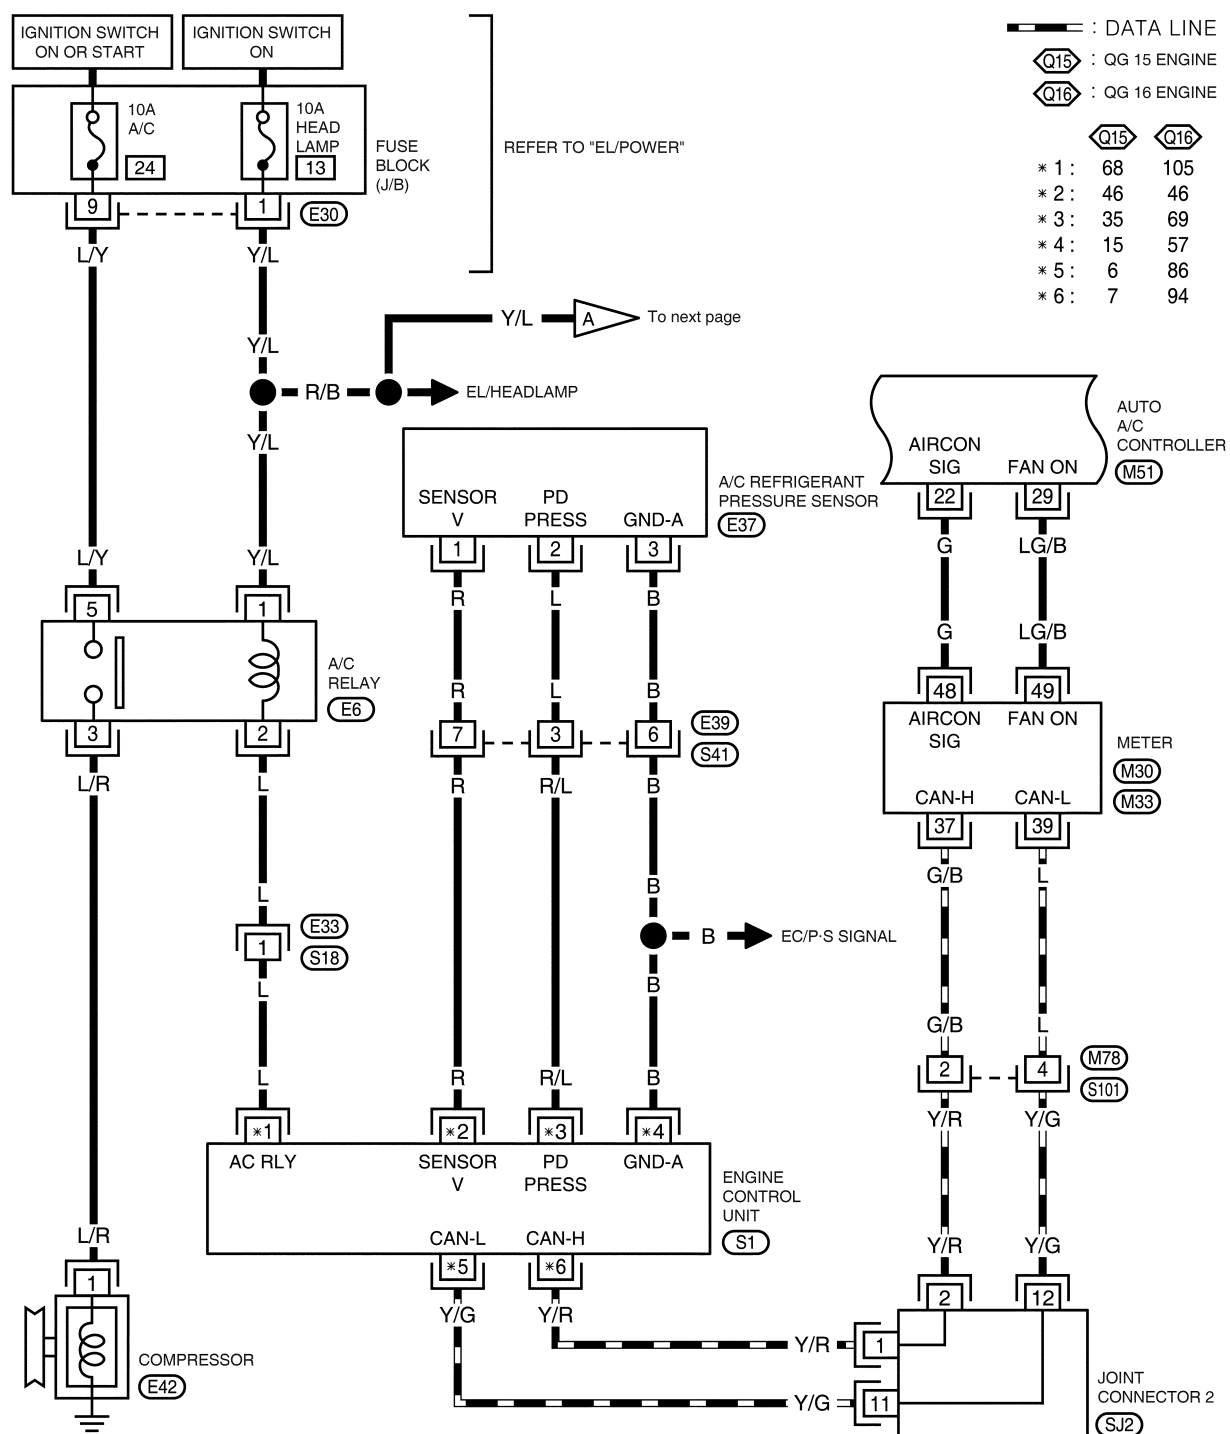 IGNITION SWITCH
ON OR START
IGNITION SWITCH
ON
10A
A/C
24
10A
HEAD
LAMP
13
FUSE
BLOCK
(J/B)
9
1
E30
REFER TO "EL/POWER"
: DATA LINE
Q15 : QG 15 ENGINE
Q16 : QG 16 ENGINE
Q15 Q16
* 1 : 68 105
* 2 : 46 46
* 3 : 35 69
* 4 : 15 57
* 5 : 6 86
* 6 : 7 94
L/Y
Y/L
Y/L
Y/L
A
To next page
Y/L
R/B
EL/HEADLAMP
Y/L
L/Y
Y/L
5
1
A/C
RELAY
E6
3
2
L/R
L
L
1
E33
S18
L
L
SENSOR
V
PD
PRESS
GND-A
A/C REFRIGERANT
PRESSURE SENSOR
E37
1
2
3
R
L
B
R
L
B
7
3
6
E39
S41
R
R/L
B
B
B
EC/P·S SIGNAL
B
R
R/L
B
AIRCON
SIG
FAN ON
AUTO
A/C
CONTROLLER
M51
22
29
G
LG/B
G
LG/B
48
49
AIRCON
SIG
FAN ON
METER
M30
M33
CAN-H
CAN-L
37
39
G/B
L
G/B
L
2
4
M78
S101
Y/R
Y/G
Y/R
Y/G
2
12
*1
*2
*3
*4
AC RLY
SENSOR
V
PD
PRESS
GND-A
ENGINE
CONTROL
UNIT
S1
CAN-L
CAN-H
*5
*6
Y/G
Y/R
Y/R
1
Y/G
11
JOINT
CONNECTOR 2
SJ2
L/R
1
COMPRESSOR
E42